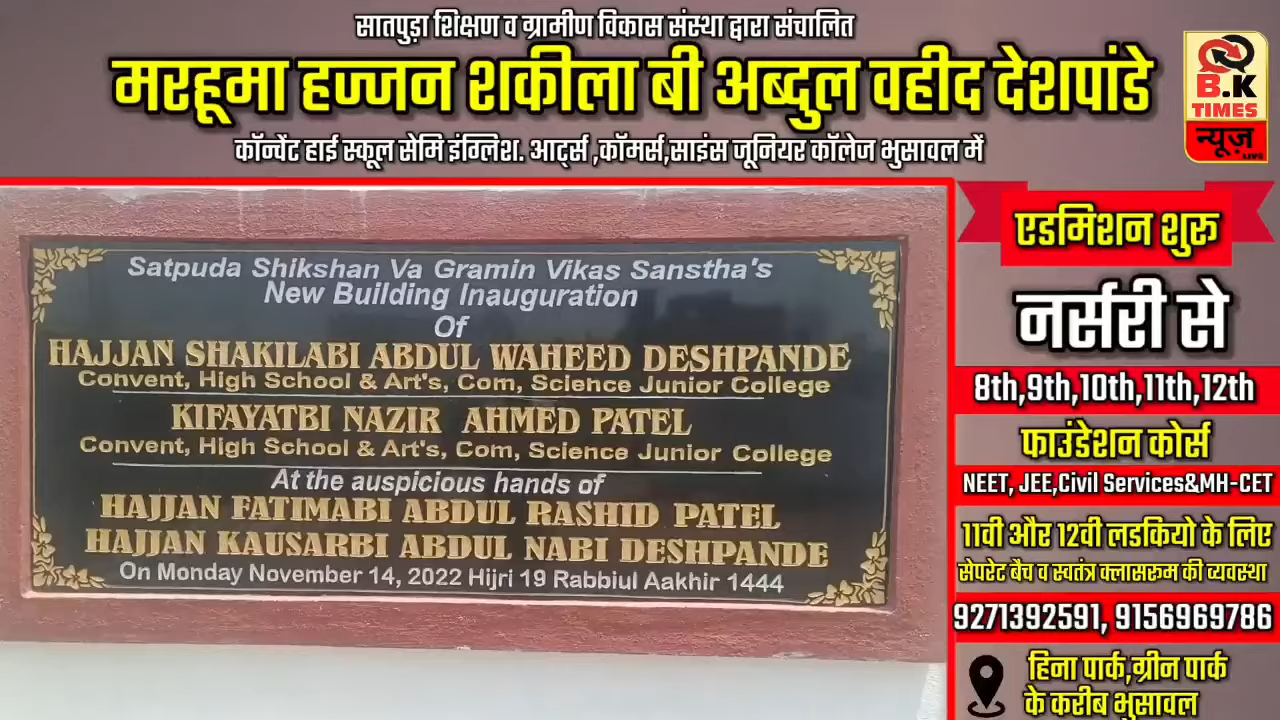 सातपुड़ा शिक्षण व ग्रामीण विकास संस्था द्वारा संचालित
मरहूमा हज्जन शकीला बी अब्दुल वहीद देशपांडे
कॉन्वेंट हाई स्कूल सेमि इंग्लिश. आर्ट्स ,कॉमर्स,साइंस जूनियर कॉलेज भुसावल में
B.K
TIMES
न्यूज़
LIVE
Satpuda Shikshan Va Gramin Vikas Sanstha's
New Building Inauguration
Of
HAJJAN SHAKILABI ABDUL WAHEED DESHPANDE
Convent, High School & Art's, Com, Science Junior College
KIFAYATBI NAZIR AHMED PATEL
Convent, High School & Art's, Com, Science Junior College
At the auspicious hands of
HAJJAN FATIMABI ABDUL RASHID PATEL
HAJJAN KAUSARBI ABDUL NABI DESHPANDE
On Monday November 14, 2022 Hijri 19 Rabbiul Aakhir 1444
एडमिशन शुरू
नर्सरी से
8th,9th,10th,11th,12th
फाउंडेशन कोर्स
NEET, JEE,Civil Services&MH-CET
11वी और 12वी लडकियो के लिए
सेपरेट बैच व स्वतंत्र क्लासरूम की व्यवस्था
9271392591, 9156969786
हिना पार्क,ग्रीन पार्क
के करीब भुसावल